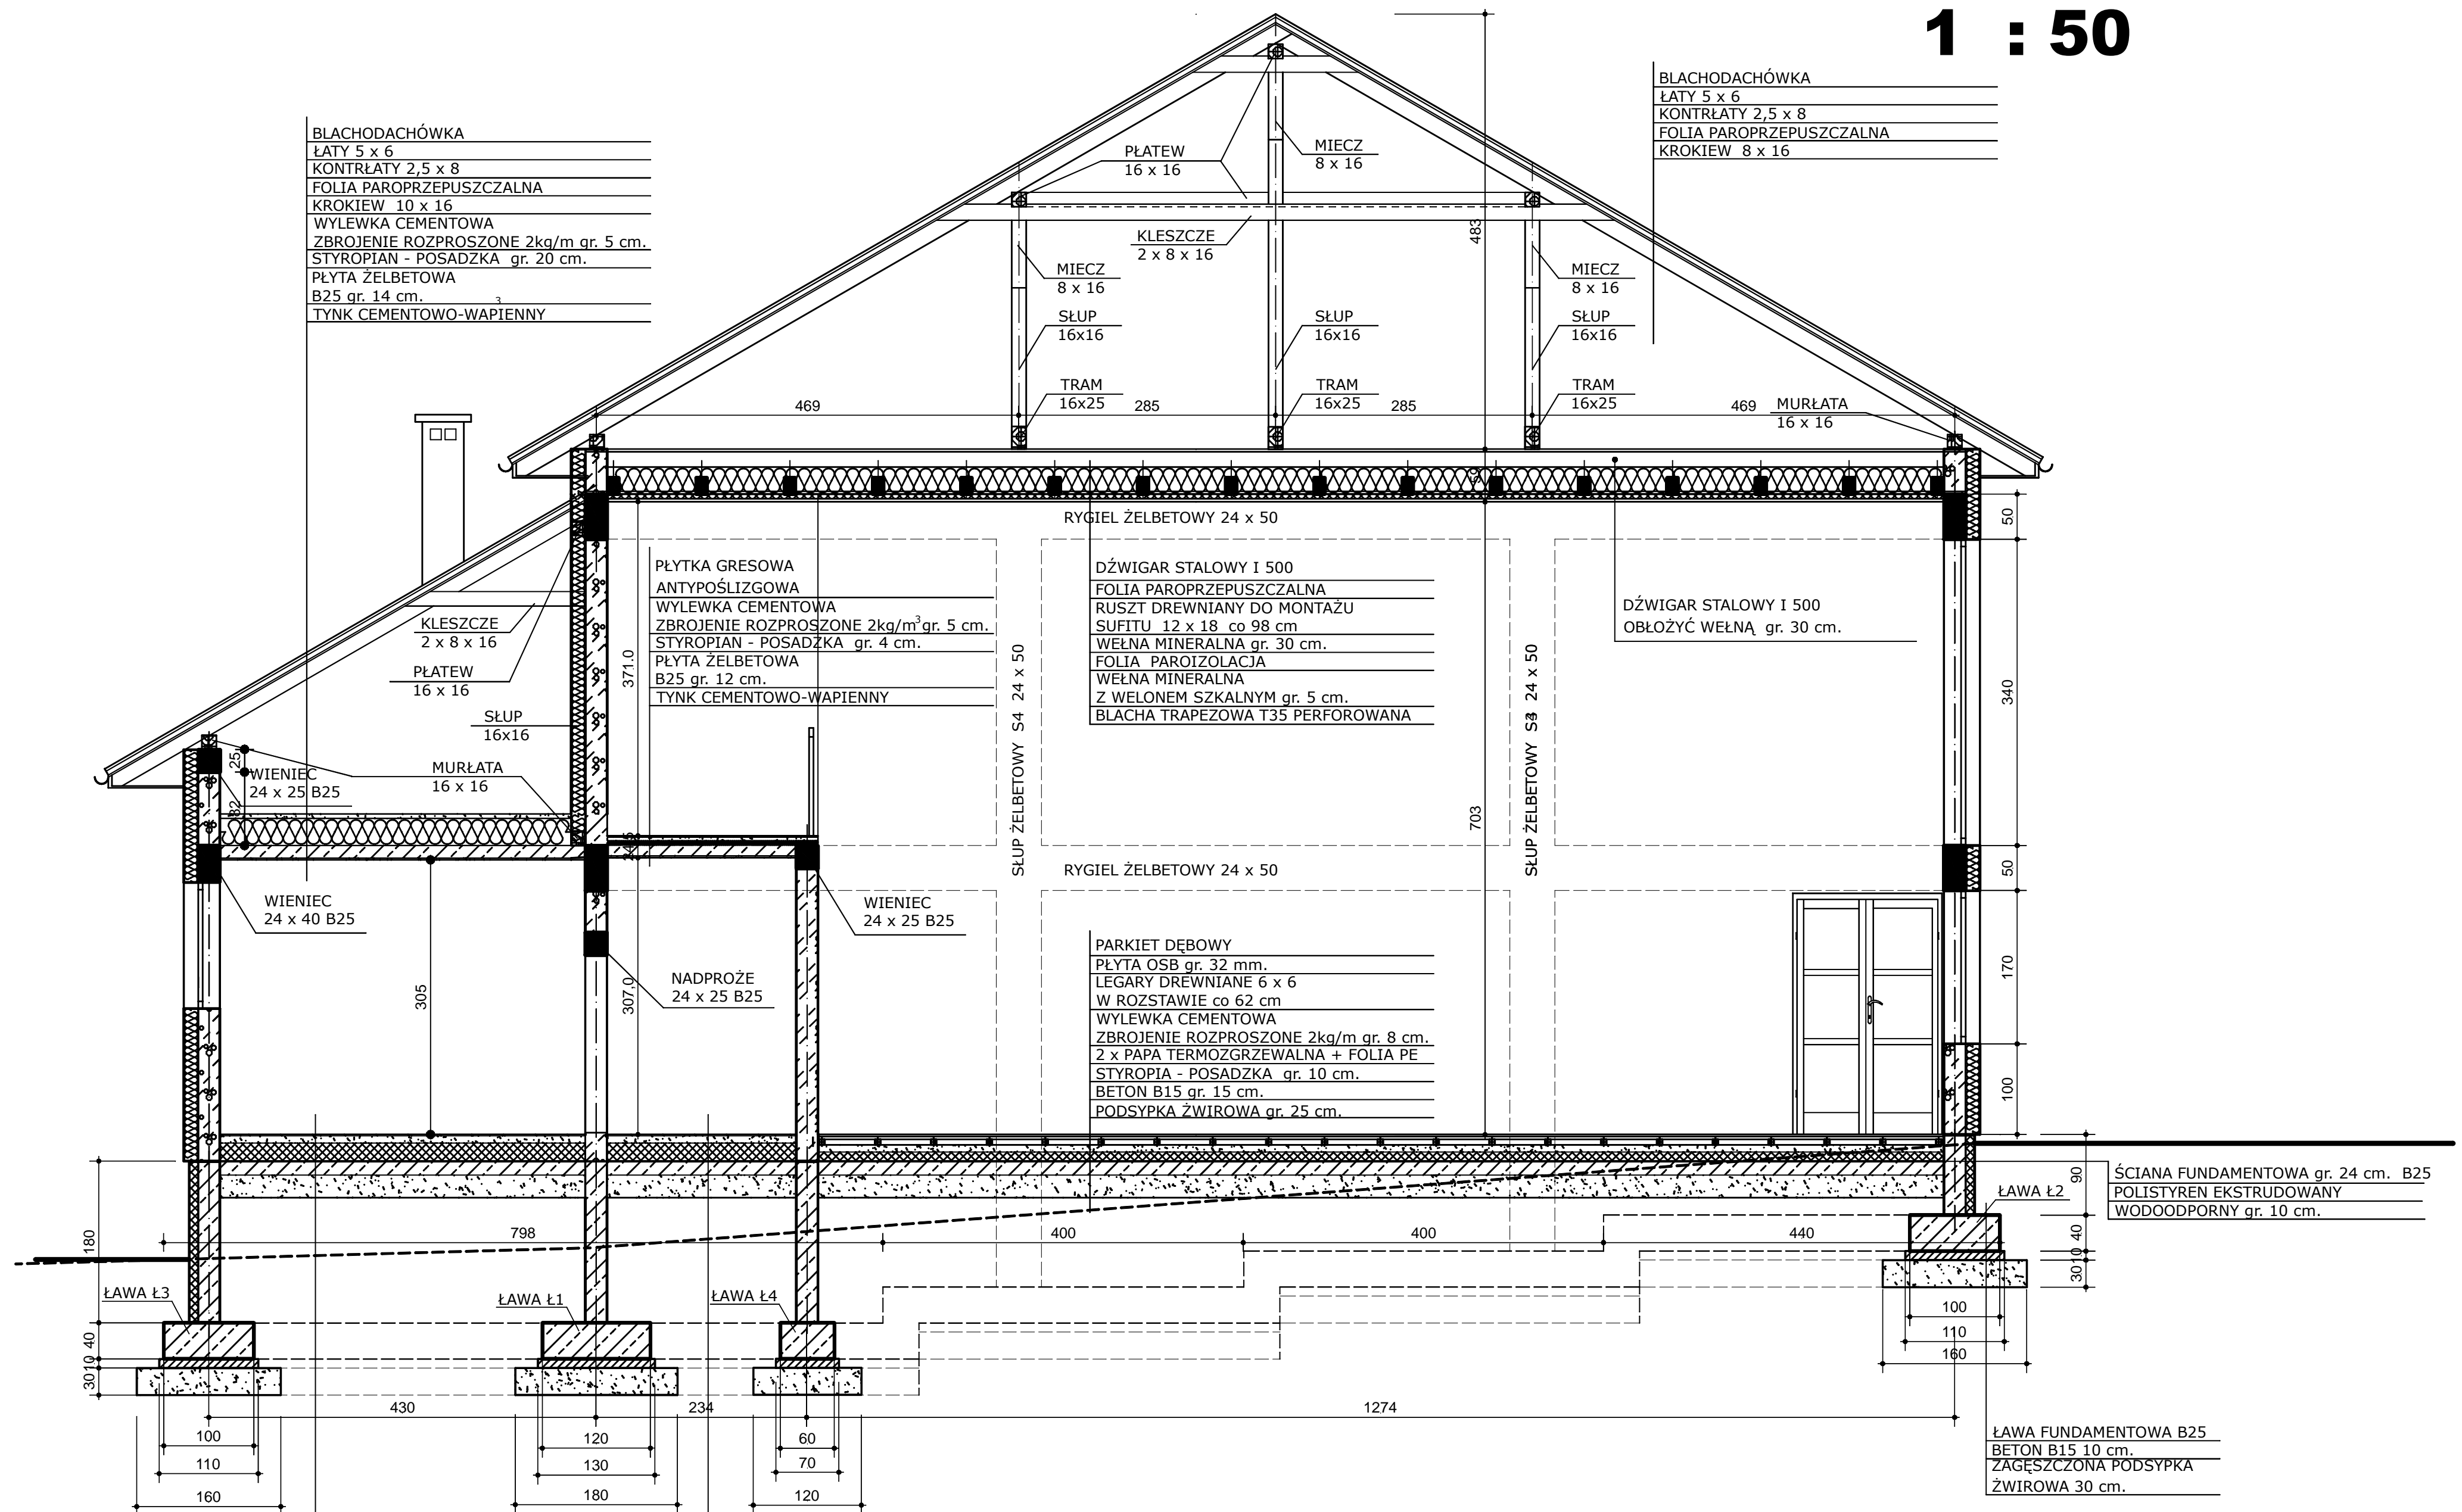 1 : 50
BLACHODACHÓWKA
ŁATY 5 x 6
KONTRŁATY 2,5 x 8
FOLIA PAROPRZEPUSZCZALNA
KROKIEW 10 x 16
WYLEWKA CEMENTOWA
ZBROJENIE ROZPROSZONE 2kg/m gr. 5 cm.
STYROPIAN - POSADZKA gr. 20 cm.
PŁYTA ŻELBETOWA
B25 gr. 14 cm.
3
TYNK CEMENTOWO-WAPIENNY
BLACHODACHÓWKA
ŁATY 5 x 6
KONTRŁATY 2,5 x 8
FOLIA PAROPRZEPUSZCZALNA
KROKIEW 8 x 16
PŁATEW
16 x 16
MIECZ
8 x 16
KLESZCZE
2 x 8 x 16
483
MIECZ
8 x 16
MIECZ
8 x 16
SŁUP
16x16
SŁUP
16x16
SŁUP
16x16
TRAM
16x25
TRAM
16x25
TRAM
16x25
469
285
285
469
MURŁATA
16 x 16
59
RYGIEL ŻELBETOWY 24 x 50
50
PŁYTKA GRESOWA
ANTYPOŚLIZGOWA
WYLEWKA CEMENTOWA
ZBROJENIE ROZPROSZONE 2kg/m3 gr. 5 cm.
STYROPIAN - POSADZKA gr. 4 cm.
PŁYTA ŻELBETOWA
B25 gr. 12 cm.
TYNK CEMENTOWO-WAPIENNY
DŹWIGAR STALOWY I 500
FOLIA PAROPRZEPUSZCZALNA
RUSZT DREWNIANY DO MONTAŻU
SUFITU 12 x 18 co 98 cm
WEŁNA MINERALNA gr. 30 cm.
FOLIA PAROIZOLACJA
WEŁNA MINERALNA
Z WELONEM SZKALNYM gr. 5 cm.
BLACHA TRAPEZOWA T35 PERFOROWANA
DŹWIGAR STALOWY I 500
OBŁOŻYĆ WEŁNĄ gr. 30 cm.
KLESZCZE
2 x 8 x 16
PŁATEW
16 x 16
SŁUP
16x16
371.0
SŁUP ŻELBETOWY S4 24 x 50
SŁUP ŻELBETOWY 24 x 50
340
703
25
WIENIEC
24 x 25 B25
MURŁATA
16 x 16
82
RYGIEL ŻELBETOWY 24 x 50
50
WIENIEC
24 x 40 B25
WIENIEC
24 x 25 B25
305
307,0
NADPROŻE
24 x 25 B25
170
100
PARKIET DĘBOWY
PŁYTA OSB gr. 32 mm.
LEGARY DREWNIANE 6 x 6
W ROZSTAWIE co 62 cm
WYLEWKA CEMENTOWA
ZBROJENIE ROZPROSZONE 2kg/m gr. 8 cm.
2 x PAPA TERMOZGRZEWALNA + FOLIA PE
STYROPIA - POSADZKA gr. 10 cm.
BETON B15 gr. 15 cm.
PODSYPKA ŻWIROWA gr. 25 cm.
ŚCIANA FUNDAMENTOWA gr. 24 cm. B25
POLISTYREN EKSTRUDOWANY
WODOODPORNY gr. 10 cm.
ŁAWA Ł2
90
40
10
30
798
400
400
440
180
40
10
30
ŁAWA Ł3
ŁAWA Ł1
ŁAWA Ł4
100
110
160
430
234
1274
100
110
160
120
130
180
60
70
120
ŁAWA FUNDAMENTOWA B25
BETON B15 10 cm.
ZAGĘSZCZONA PODSYPKA
ŻWIROWA 30 cm.